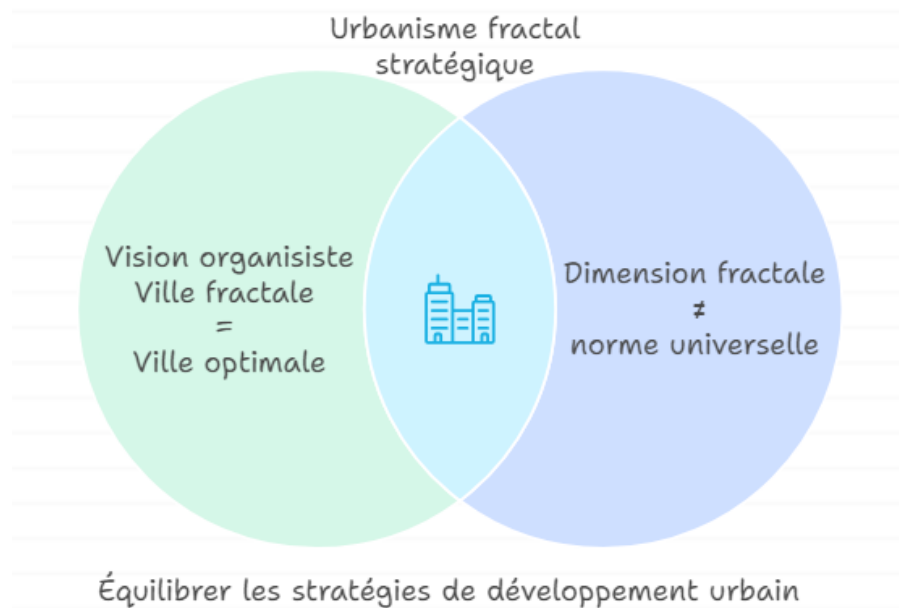 Urbanisme fractal
stratégique
Vision organisiste
Ville fractale
=
Ville optimale
Dimension fractale
≠
norme universelle
Équilibrer les stratégies de développement urbain